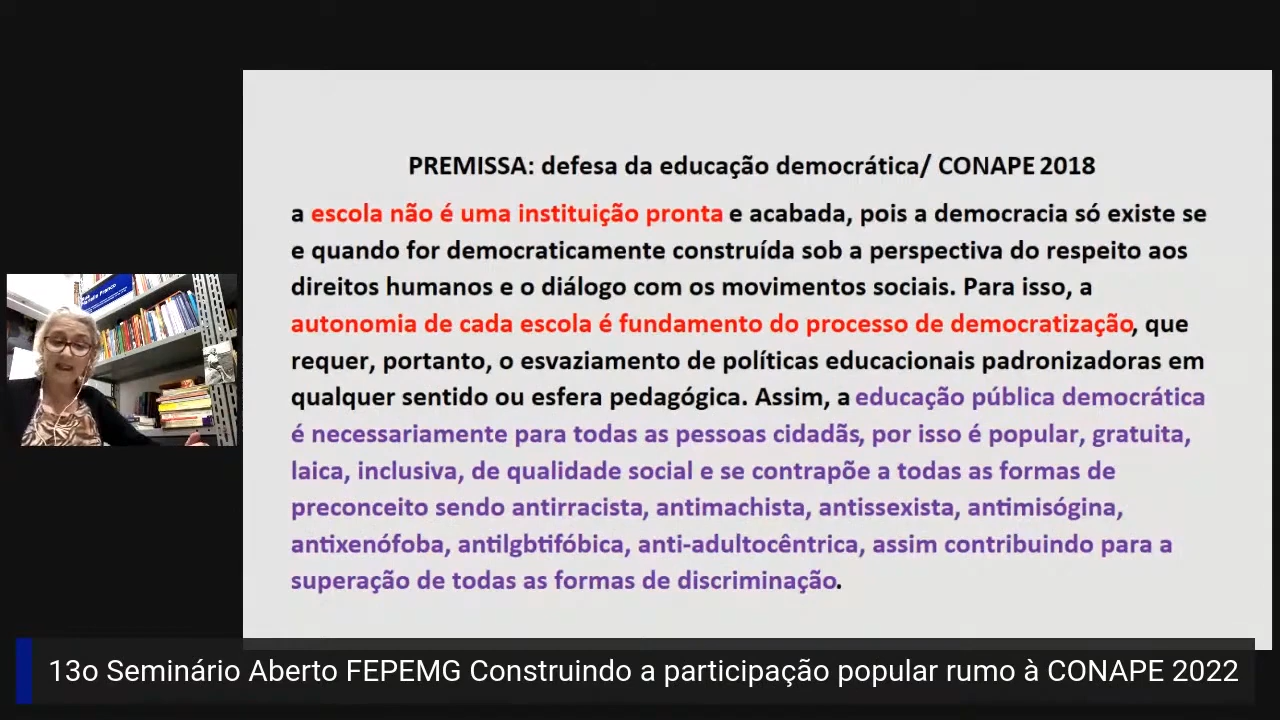 PREMISSA: defesa da educação democrática/ CONAPE 2018
a escola não é uma instituição pronta e acabada, pois a democracia só existe se
e quando for democraticamente construída sob a perspectiva do respeito aos
direitos humanos e o diálogo com os movimentos sociais. Para isso, a
autonomia de cada escola é fundamento do processo de democratização, que
requer, portanto, o esvaziamento de políticas educacionais padronizadoras em
qualquer sentido ou esfera pedagógica. Assim, a educação pública democrática
é necessariamente para todas as pessoas cidadãs, por isso é popular, gratuita,
laica, inclusiva, de qualidade social e se contrapõe a todas as formas de
preconceito sendo antirracista, antimachista, antissexista, antimisógina,
antixenófoba, antilgbtifóbica, anti-adultocêntrica, assim contribuindo para a
superação de todas as formas de discriminação.
Marielle Franco
13o Seminário Aberto FEPEMG Construindo a participação popular rumo à CONAPE 2022